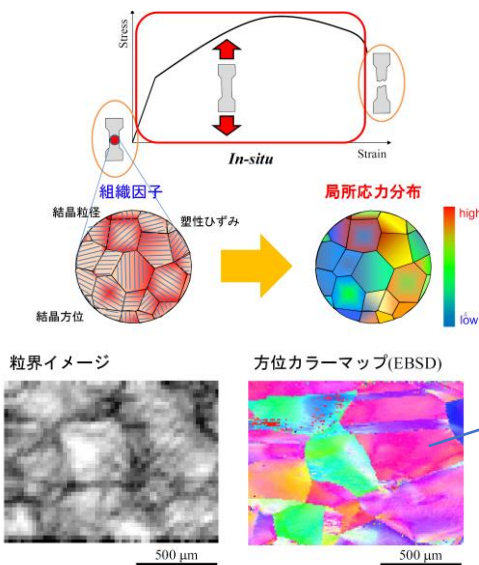 Stress
In-situ
Strain
組織因子
局所応力分布
結晶粒径
塑性ひずみ
結晶方位
high
low
粒界イメージ
方位カラーマップ(EBSD)
500 μm
500 μm